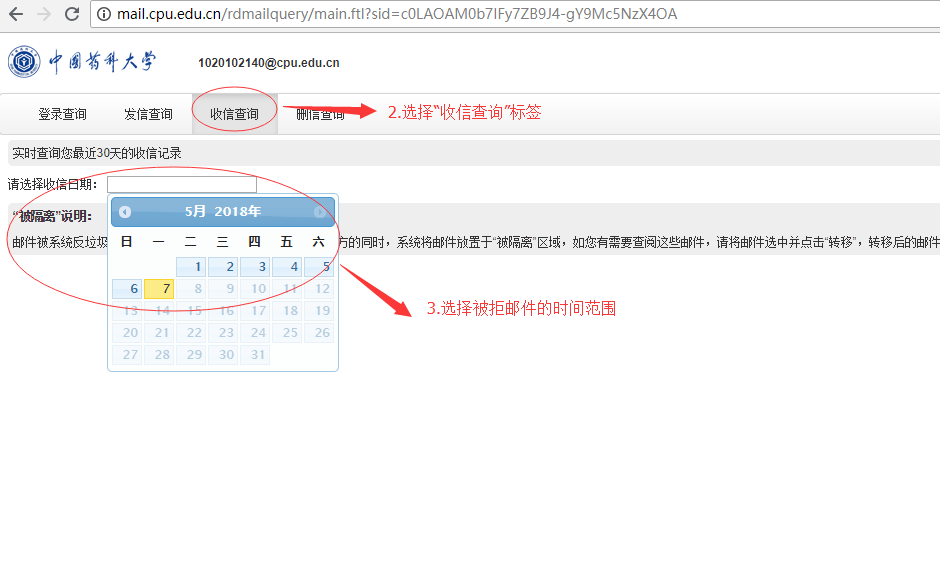 mail.cpu.edu.cn/rdmailquery/main.ftl?sid=c0LAOAM0b7IFy7ZB9J4-gY9Mc5NzX4OA
中国药科大学
1020102140@cpu.edu.cn
登录查询 发信查询 收信查询 删信查询 2.选择“收信查询”标签
实时查询您最近30天的收信记录
请选择收信日期：
“被隔离”说明：
5月 2018年
邮件被系统反垃圾
方的同时，系统将邮件放置于“被隔离”区域，如您有需要查阅这些邮件，请将邮件选中并点击“转移”，转移后的邮件
日 一 二 三 四 五 六
1 2 3 4 5
6 7 8 9 10 11 12
13 14 15 16 17 18 19
20 21 22 23 24 25 26
27 28 29 30 31
3.选择被拒邮件的时间范围